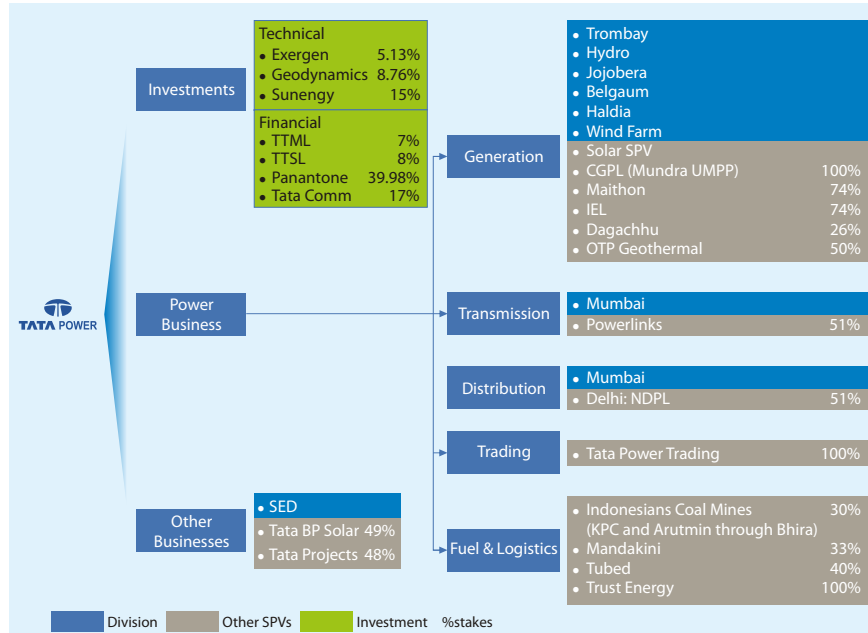 Technical
• Exergen 5.13%
• Geodynamics 8.76%
• Sunengy 15%
Investments
Financial
• TTML 7%
• TTSL 8%
• Panantone 39.98%
• Tata Comm 17%
• Trombay
• Hydro
• Jojobera
• Belgaum
• Haldia
• Wind Farm
Generation
• Solar SPV
• CGPL (Mundra UMPP) 100%
• Maithon 74%
• IEL 74%
• Dagachhu 26%
• OTP Geothermal 50%
TATA POWER
Power
Business
Transmission
• Mumbai
• Powerlinks 51%
Distribution
• Mumbai
• Delhi: NDPL 51%
Trading
• Tata Power Trading 100%
Other
Businesses
• SED
• Tata BP Solar 49%
• Tata Projects 48%
Fuel & Logistics
• Indonesians Coal Mines 30%
(KPC and Arutmin through Bhira)
• Mandakini 33%
• Tubed 40%
• Trust Energy 100%
Division Other SPVs Investment %stakes